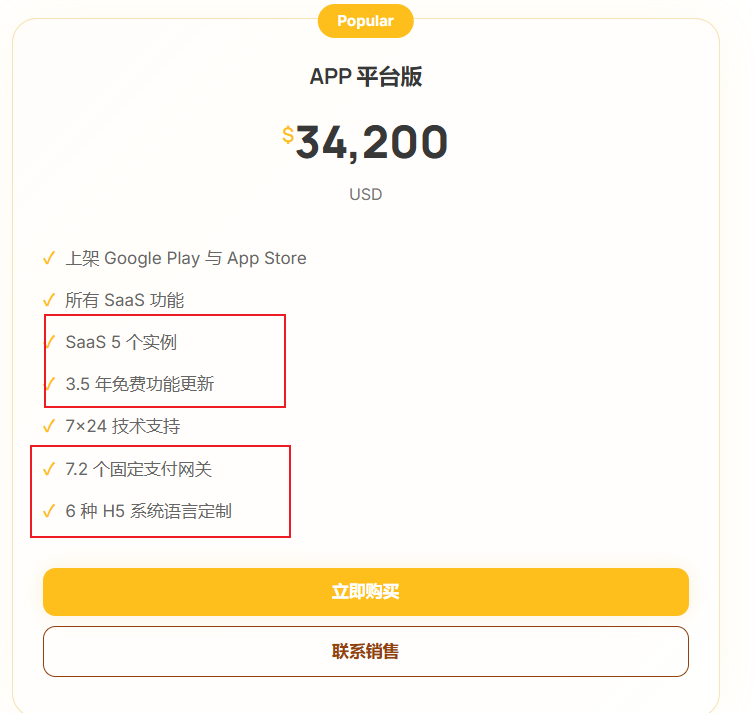 Popular
APP 平台版
$34,200
USD
上架 Google Play 与 App Store
所有 SaaS 功能
SaaS 5 个实例
3.5 年免费功能更新
7×24 技术支持
7.2 个固定支付网关
6 种 H5 系统语言定制
立即购买
联系销售